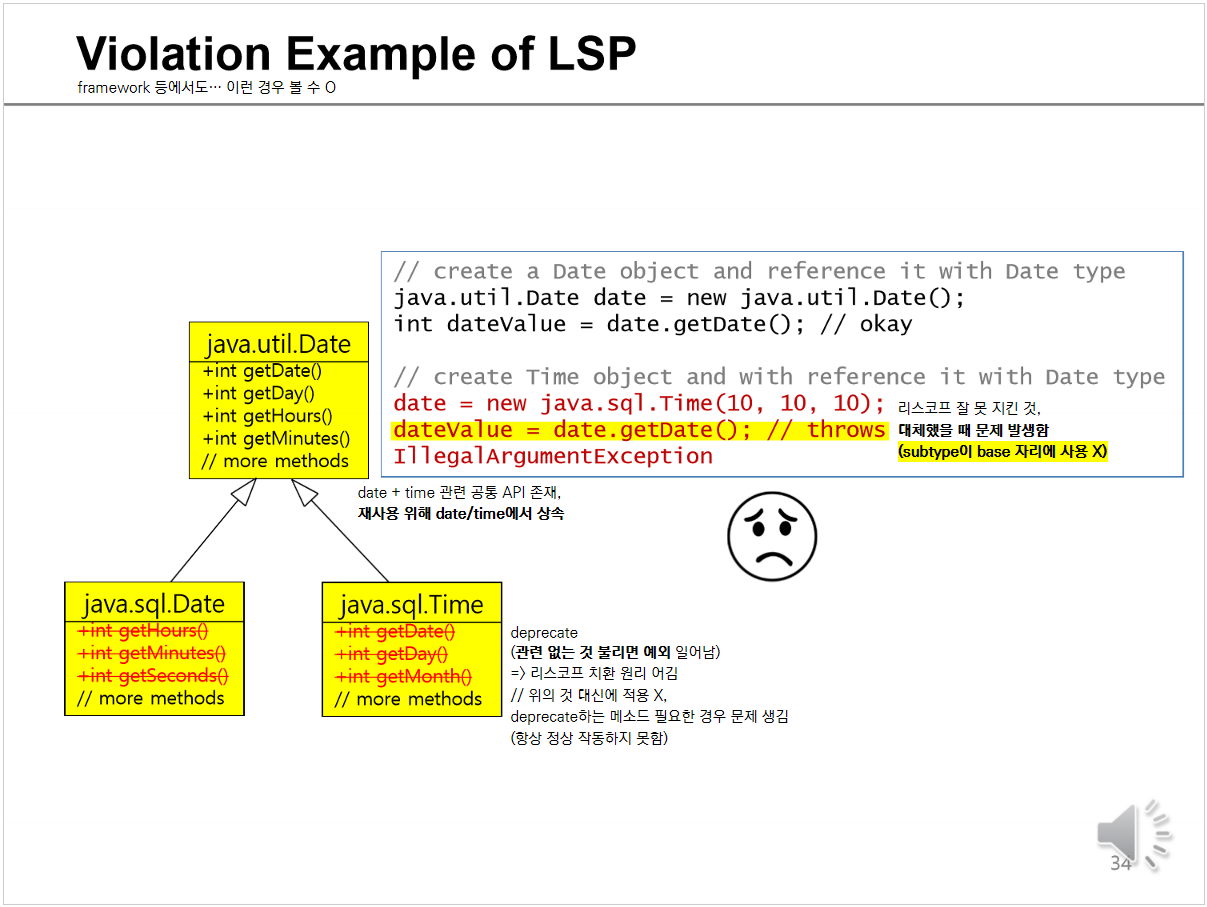 Violation Example of LSP
framework 등에서도… 이런 경우 볼 수 O
// create a Date object and reference it with Date type
java.util.Date date = new java.util.Date();
int dateValue = date.getDate(); // okay
// create Time object and with reference it with Date type
date = new java.sql.Time(10, 10, 10);
dateValue = date.getDate(); // throws
IllegalArgumentException
리스코프 잘 못 지킨 것,
대체했을 때 문제 발생함
(subtype이 base 자리에 사용 X)
java.util.Date
+int getDate()
+int getDay()
+int getHours()
+int getMinutes()
// more methods
date + time 관련 공통 API 존재,
재사용 위해 date/time에서 상속
java.sql.Date
+int getHours()
+int getMinutes()
+int getSeconds()
// more methods
java.sql.Time
+int getDate()
+int getDay()
+int getMonth()
// more methods
deprecate
(관련 없는 것 불리면 예외 일어남)
=> 리스코프 치환 원리 어김
// 위의 것 대신에 적용 X,
deprecate하는 메소드 필요한 경우 문제 생김
(항상 정상 작동하지 못함)
34